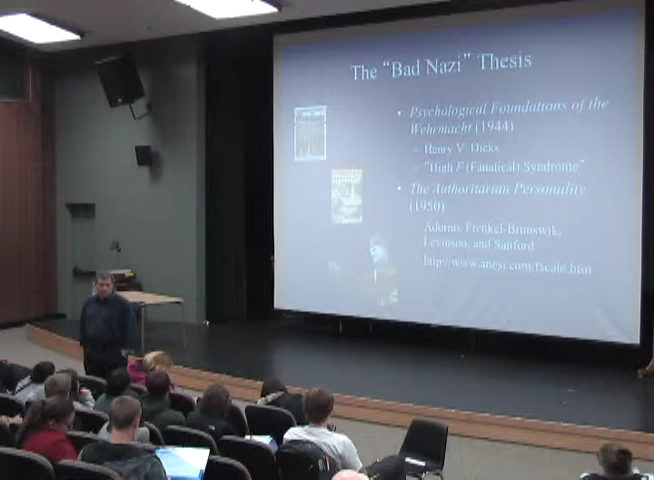 The “Bad Nazi” Thesis
• Psychological Foundations of the
Wehrmacht (1944)
– Henry V. Dicks
– “High F (Fanatical) Syndrome”
• The Authoritarian Personality
(1950)
Adorno, Frenkel-Brunswik,
Levinson, and Sanford
http://www.anesi.com/fscale.htm